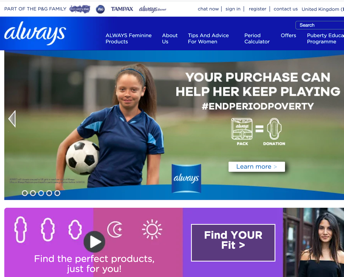 PART OF THE P&G FAMILY
P&G
TAMPAX
always
chat now | sign in | register | contact us United Kingdom
Search
always
ALWAYS Feminine Products
About Us
Tips And Advice For Women
Period Calculator
Offers
Puberty Educa
Programme
YOUR PURCHASE CAN
HELP HER KEEP PLAYING
#ENDPERIODPOVERTY
always
=
PACK
DONATION
Learn more >
always
Find the perfect products,
just for you!
Find YOUR
Fit >